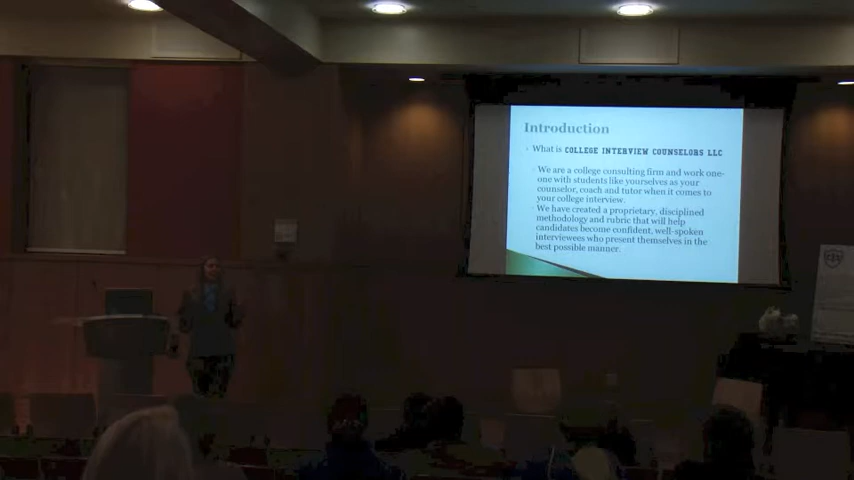 Introduction
What is COLLEGE INTERVIEW COUNSELORS LLC
We are a college consulting firm and work one-
one with students like yourselves as your
counselor, coach and tutor when it comes to
your college interview.
We have created a proprietary, disciplined
methodology and rubric that will help
candidates become confident, well-spoken
interviewees who present themselves in the
best possible manner.